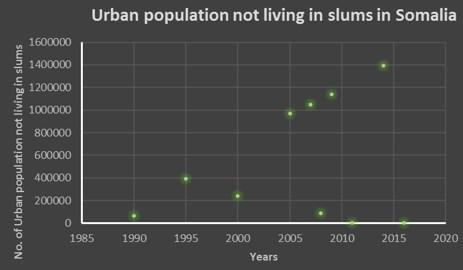 Urban population not living in slums in Somalia
No. of Urban population not living in slums
1600000
1400000
1200000
1000000
800000
600000
400000
200000
0
1985 1990 1995 2000 2005 2010 2015 2020
Years